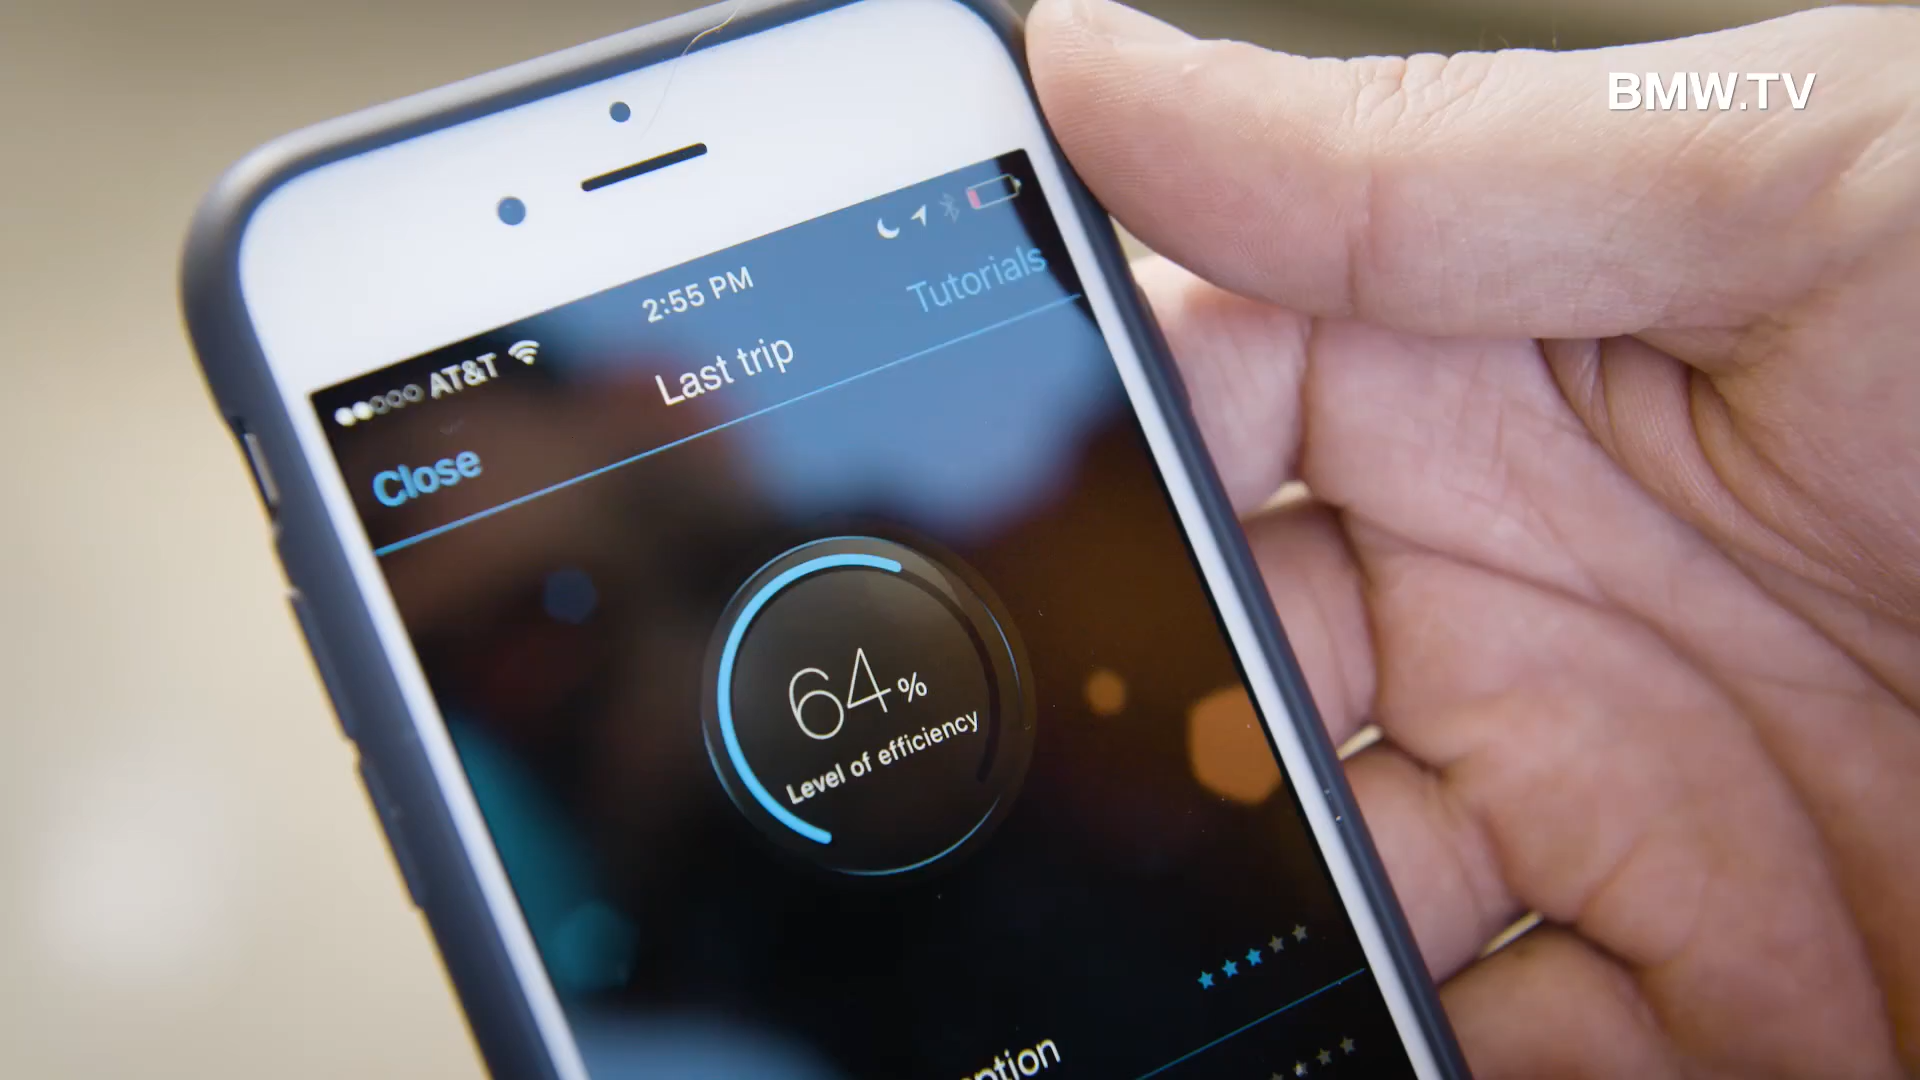 BMW.TV
AT&T 2:55 PM
Close Last trip Tutorials
64%
Level of efficiency